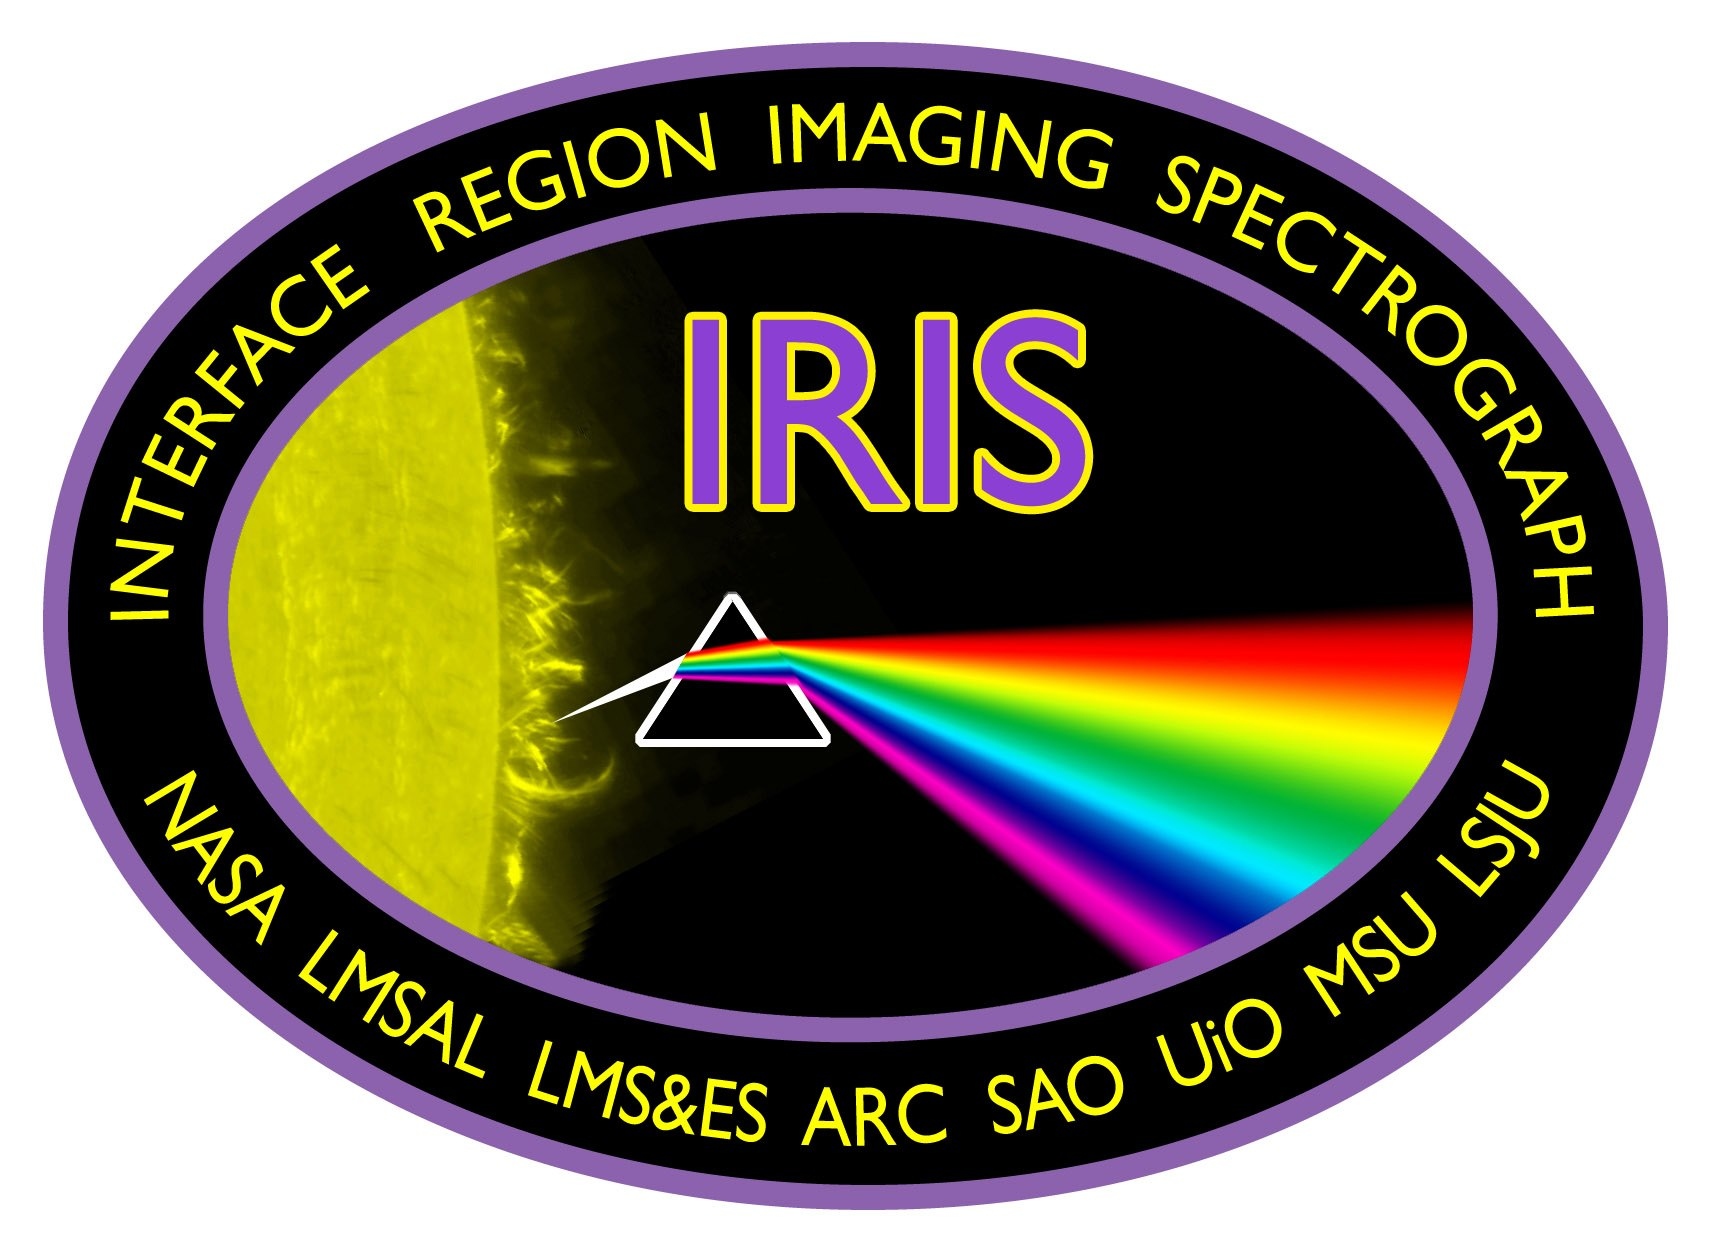 INTERFACE REGION IMAGING SPECTROGRAPH
IRIS
NASA LMSAL LMS&ES ARC SAO UiO MSU LSJU